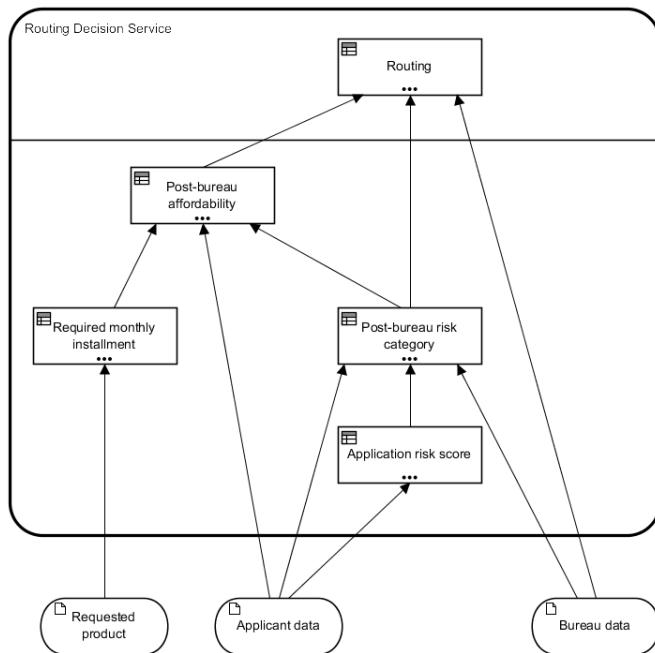 Routing Decision Service
Routing
Post-bureau
affordability
Required monthly
installment
Post-bureau risk
category
Application risk score
Requested
product
Applicant data
Bureau data